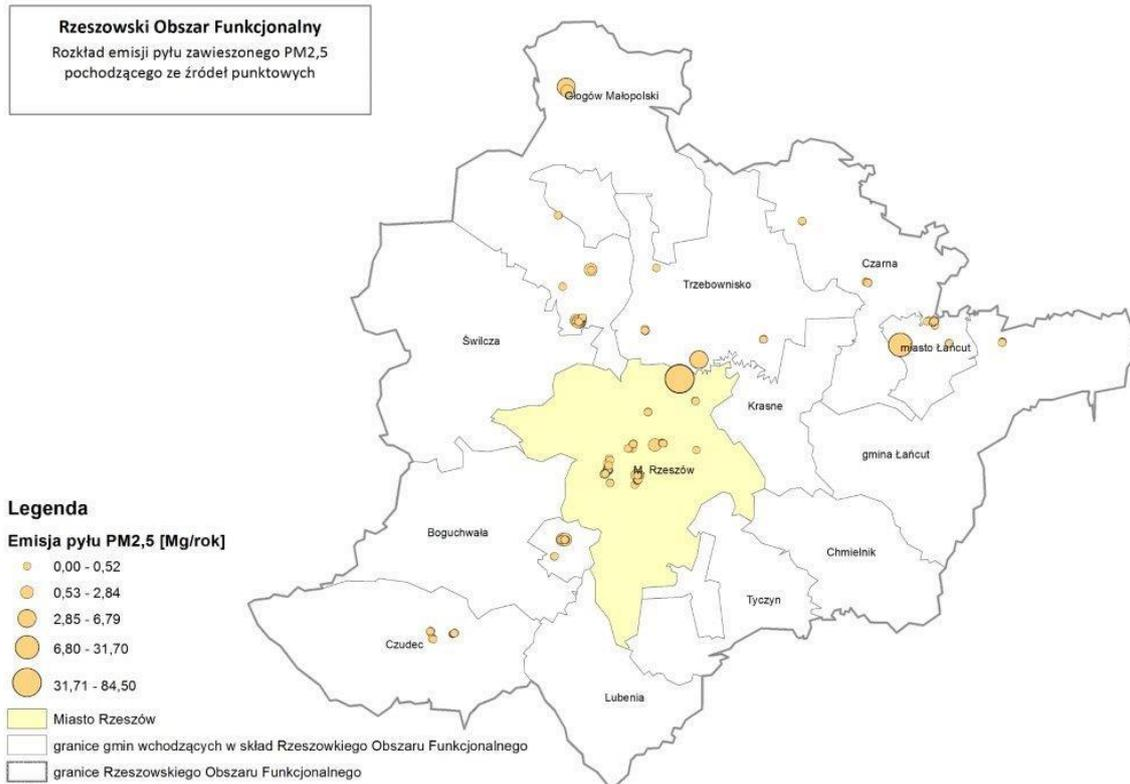 Rzeszowski Obszar Funkcjonalny
Rozkład emisji pyłu zawieszonego PM2,5
pochodzącego ze źródeł punktowych
Głogów Małopolski
Czarna
Trzebownisko
Świlcza
miasto Łańcut
Krasne
gmina Łańcut
M. Rzeszów
Boguchwała
Chmielnik
Tyczyn
Czudec
Lubenia
Legenda
Emisja pyłu PM2,5 [Mg/rok]
0,00 - 0,52
0,53 - 2,84
2,85 - 6,79
6,80 - 31,70
31,71 - 84,50
Miasto Rzeszów
granice gmin wchodzących w skład Rzeszowkiego Obszaru Funkcjonalnego
granice Rzeszowskiego Obszaru Funkcjonalnego